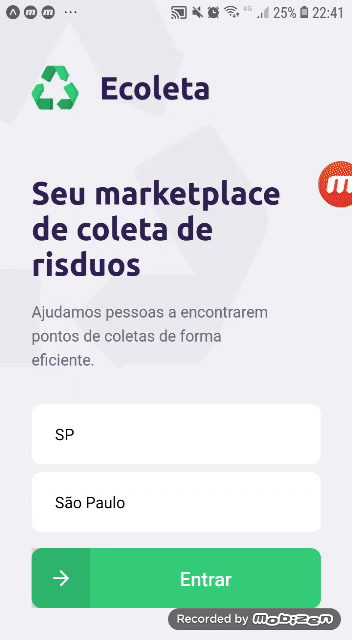 4G 25% 22:41
Ecoleta
Seu marketplace
de coleta de
risduos
Ajudamos pessoas a encontrarem
pontos de coletas de forma
eficiente.
SP
São Paulo
Entrar
Recorded by mobizen